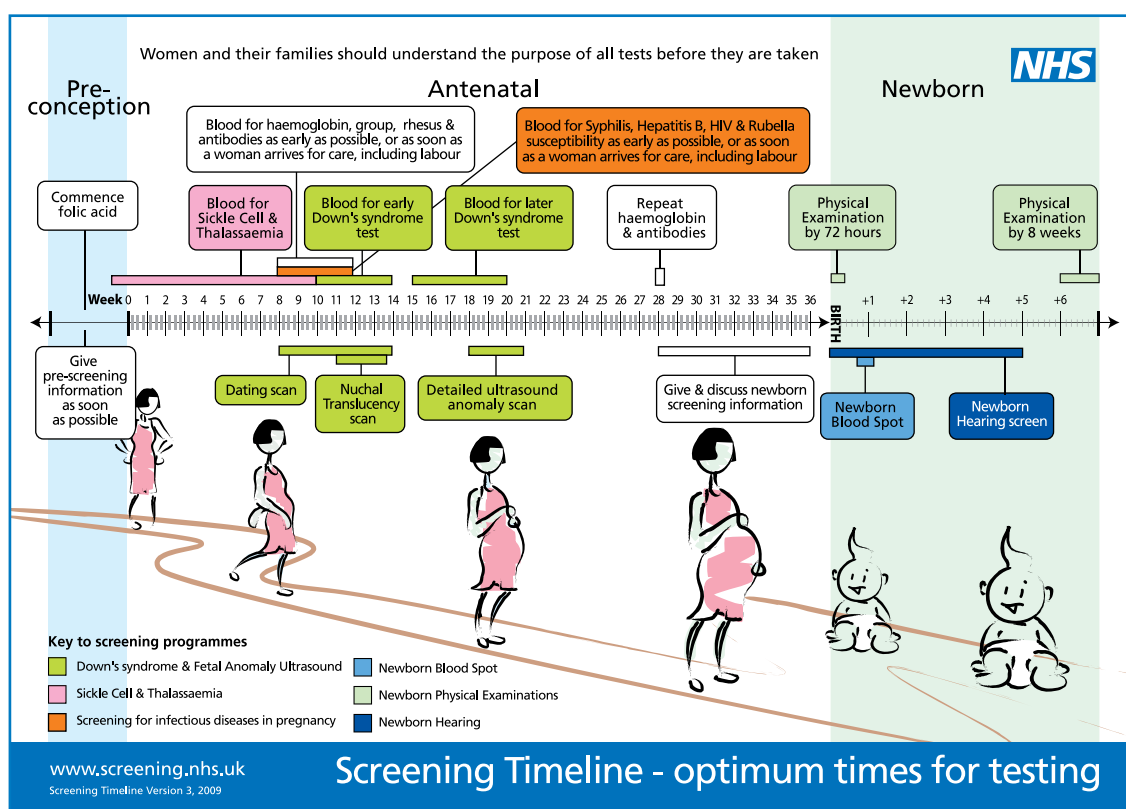 Women and their families should understand the purpose of all tests before they are taken
NHS
Pre-
conception
Antenatal
Newborn
Blood for haemoglobin, group, rhesus &
antibodies as early as possible, or as soon as
a woman arrives for care, including labour
Blood for Syphilis, Hepatitis B, HIV & Rubella
susceptibility as early as possible, or as soon
as a woman arrives for care, including labour
Commence
folic acid
Blood for
Sickle Cell &
Thalassaemia
Blood for early
Down's syndrome
test
Blood for later
Down's syndrome
test
Repeat
haemoglobin
& antibodies
Physical
Examination
by 72 hours
Physical
Examination
by 8 weeks
Week 0 1 2 3 4 5 6 7 8 9 10 11 12 13 14 15 16 17 18 19 20 21 22 23 24 25 26 27 28 29 30 31 32 33 34 35 36
BIRTH
+1 +2 +3 +4 +5 +6
Give
pre-screening
information
as soon
as possible
Dating scan
Nuchal
Translucency
scan
Detailed ultrasound
anomaly scan
Give & discuss newborn
screening information
Newborn
Blood Spot
Newborn
Hearing screen
Key to screening programmes
Down's syndrome & Fetal Anomaly Ultrasound
Sickle Cell & Thalassaemia
Screening for infectious diseases in pregnancy
Newborn Blood Spot
Newborn Physical Examinations
Newborn Hearing
www.screening.nhs.uk
Screening Timeline Version 3, 2009
Screening Timeline - optimum times for testing